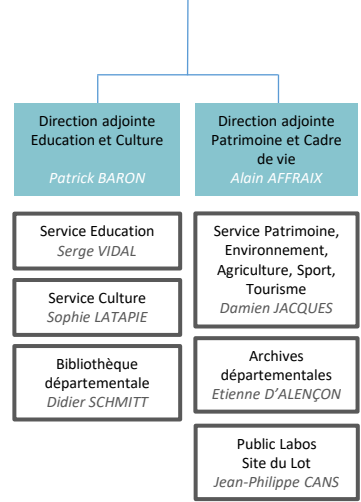 Direction adjointe
Education et Culture
Patrick BARON
Service Education
Serge VIDAL
Service Culture
Sophie LATAPIE
Bibliothèque
départementale
Didier SCHMITT
Direction adjointe
Patrimoine et Cadre
de vie
Alain AFFRAIX
Service Patrimoine,
Environnement,
Agriculture, Sport,
Tourisme
Damien JACQUES
Archives
départementales
Etienne D’ALENÇON
Public Labos
Site du Lot
Jean-Philippe CANS